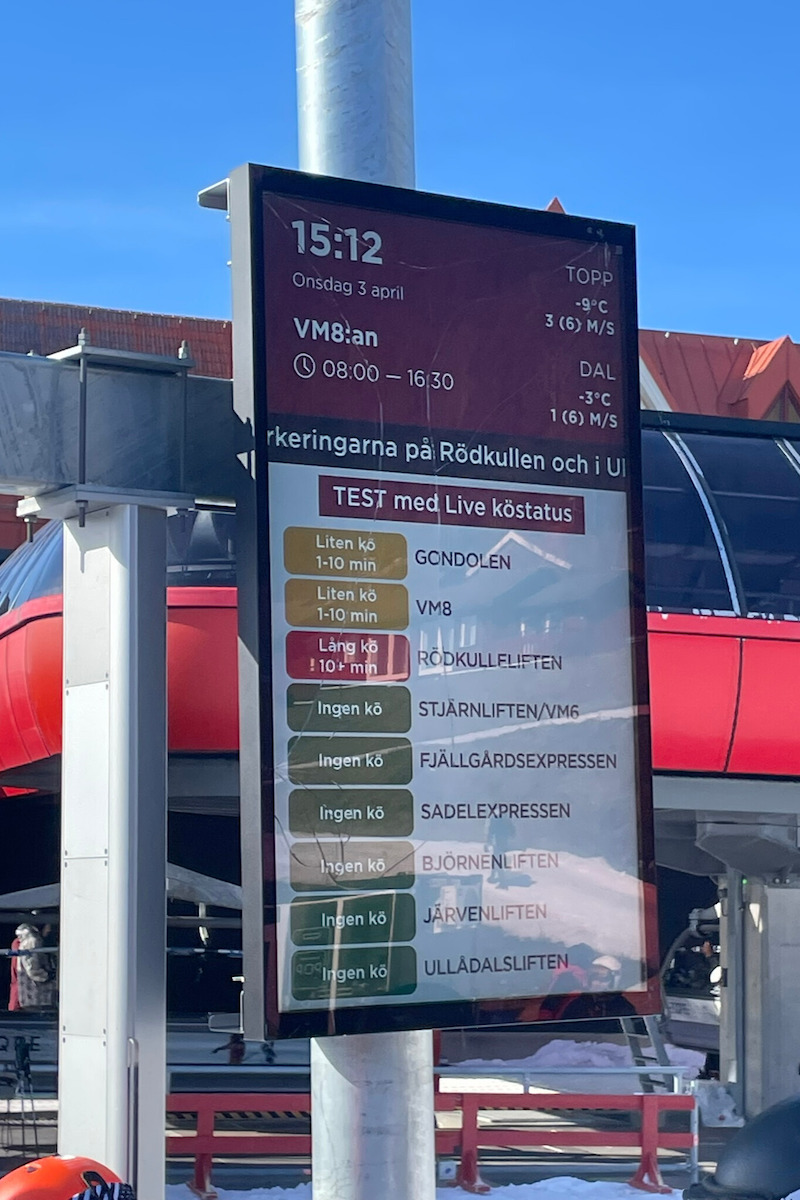 15:12
Onsdag 3 april
VM8:an
08:00 — 16:30
TOPP
-9°C
3 (6) M/S
DAL
-3°C
1 (6) M/S
rkeringarna på Rödkullen och i Ul
TEST med Live köstatus
Liten kö
1-10 min
GONDOLEN
Liten kö
1-10 min
VM8
Lång kö
10+ min
RÖDKULLELIFTEN
Ingen kö
STJÄRNLIFTEN/VM6
Ingen kö
FJÄLLGÅRDSEXPRESSEN
Ingen kö
SADELEXPRESSEN
Ingen kö
BJÖRNENLIFTEN
Ingen kö
JÄRVENLIFTEN
Ingen kö
ULLÅDALSLIFTEN